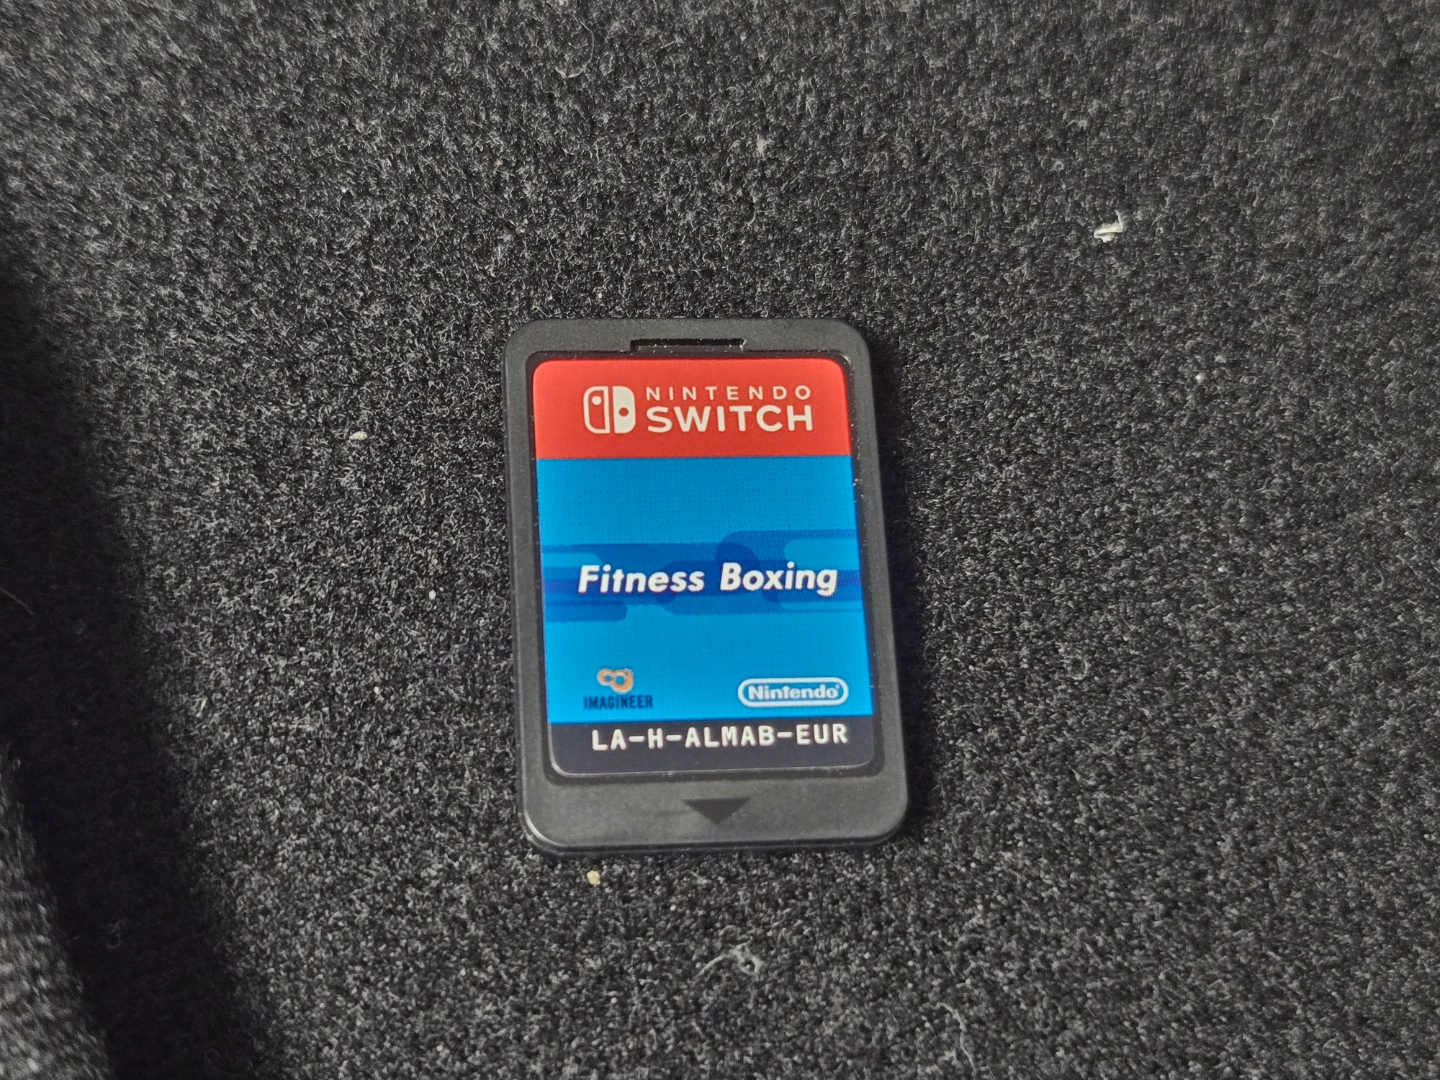 NINTENDO
SWITCH
Fitness Boxing
IMAGINEER
Nintendo
LA-H-ALMAB-EUR